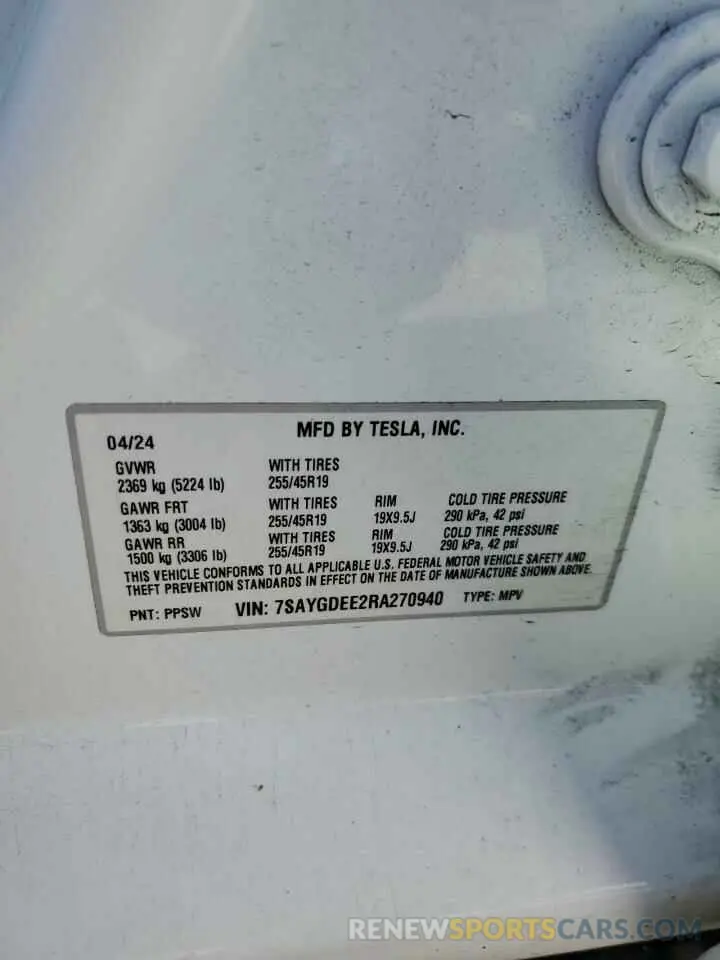 MFD BY TESLA, INC.
04/24
GVWR WITH TIRES
2369 kg (5224 lb) 255/45R19
GAWR FRT WITH TIRES RIM COLD TIRE PRESSURE
1363 kg (3004 lb) 255/45R19 19X9.5J 290 kPa, 42 psi
GAWR RR WITH TIRES RIM COLD TIRE PRESSURE
1500 kg (3306 lb) 255/45R19 19X9.5J 290 kPa, 42 psi
THIS VEHICLE CONFORMS TO ALL APPLICABLE U.S. FEDERAL MOTOR VEHICLE SAFETY AND
THEFT PREVENTION STANDARDS IN EFFECT ON THE DATE OF MANUFACTURE SHOWN ABOVE.
PNT: PPSW VIN: 7SAYGDEE2RA270940 TYPE: MPV
RENEWSPORTSCARS.COM